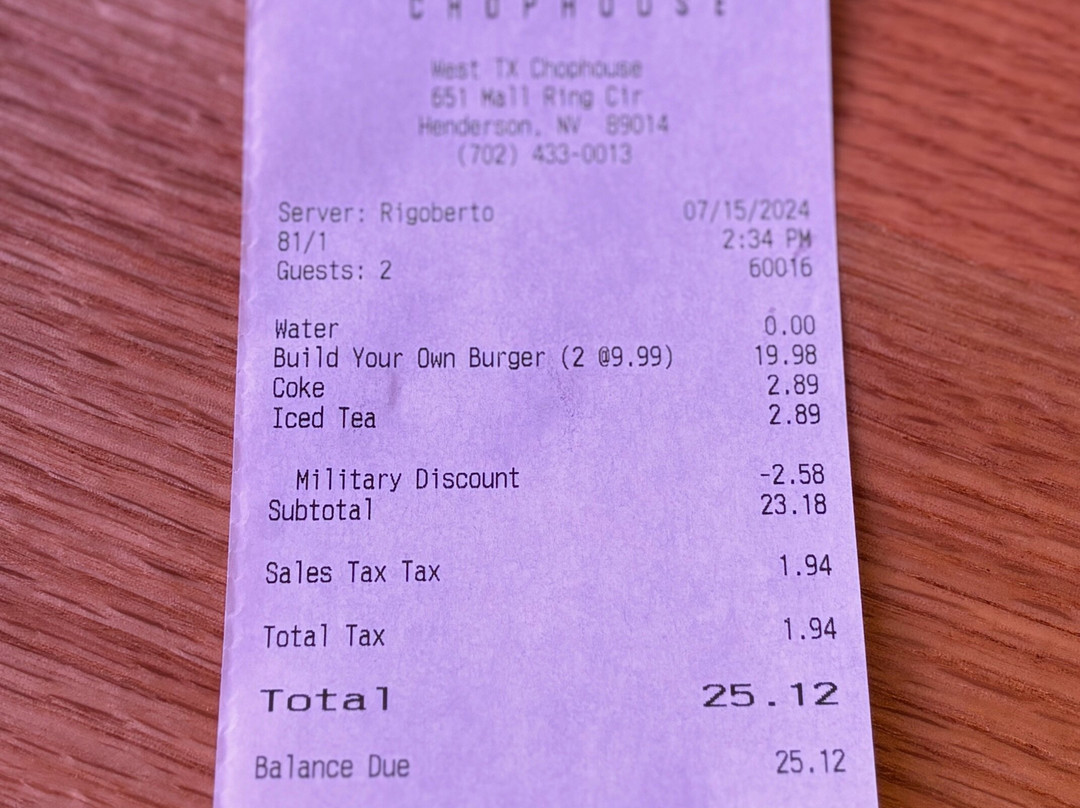 CHOPHOUSE
West TX Chophouse
651 Mall Ring Cir
Henderson, NV 89014
(702) 433-0013
Server: Rigoberto 07/15/2024
81/1 2:34 PM
Guests: 2 60016
Water 0.00
Build Your Own Burger (2 @9.99) 19.98
Coke 2.89
Iced Tea 2.89
Military Discount -2.58
Subtotal 23.18
Sales Tax Tax 1.94
Total Tax 1.94
Total 25.12
Balance Due 25.12